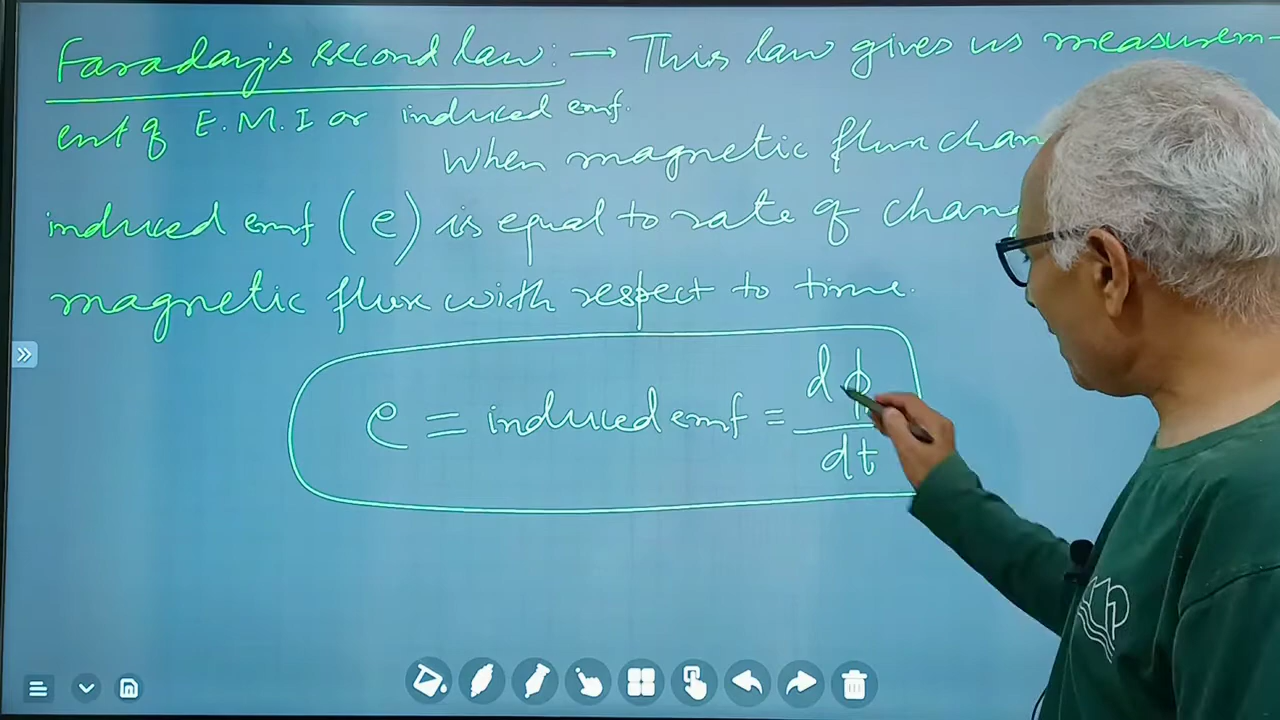 Faraday's second law:→ This law gives us measurem-
ent of E.M.I or induced emf.
When magnetic flux chan
induced emf (e) is equal to rate of chan
magnetic flux with respect to time.
e = induced emf = dϕ/dt